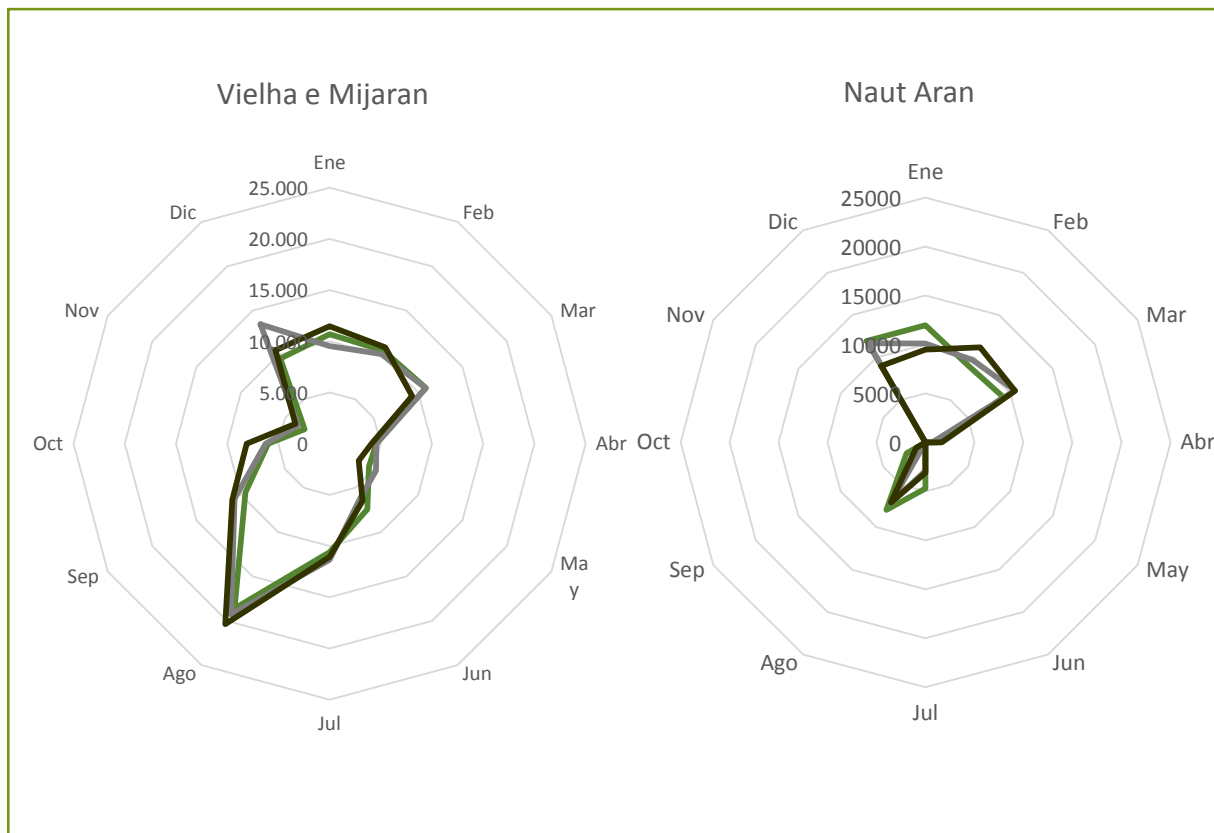 Vielha e Mijaran
Ene
25.000
Feb
20.000
Mar
15.000
10.000
5.000
Abr
0
Ma
y
Jun
Jul
Ago
Sep
Oct
Nov
Dic
Naut Aran
Ene
25000
Feb
20000
Mar
15000
10000
5000
Abr
0
May
Jun
Jul
Ago
Sep
Oct
Nov
Dic